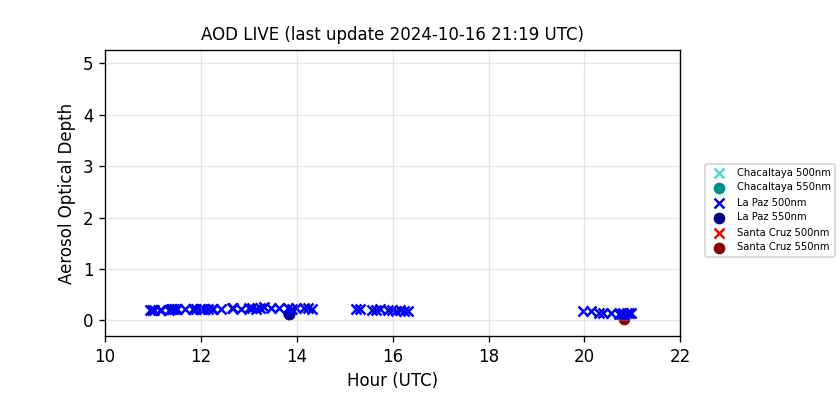 AOD LIVE (last update 2024-10-16 21:19 UTC)
Aerosol Optical Depth
5
4
3
2
1
0
10 12 14 16 18 20 22
Hour (UTC)
Chacaltaya 500nm
Chacaltaya 550nm
La Paz 500nm
La Paz 550nm
Santa Cruz 500nm
Santa Cruz 550nm